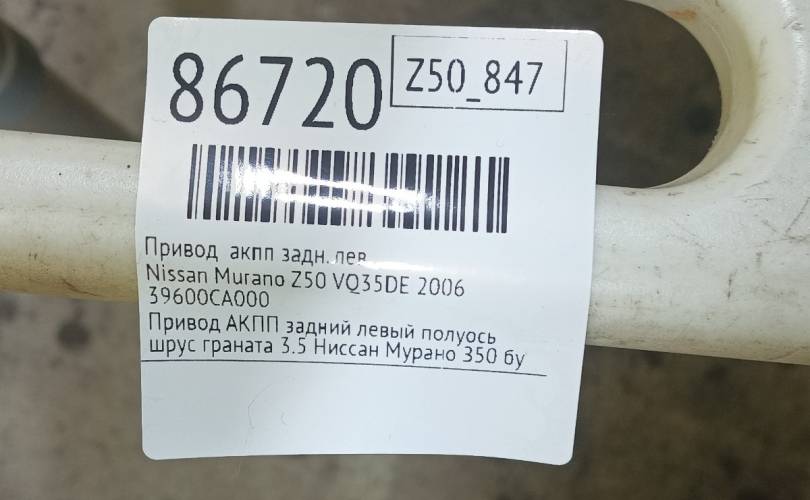 86720
Z50_847
Привод акпп задн. лев.
Nissan Murano Z50 VQ35DE 2006
39600CA000
Привод АКПП задний левый полуось
шрус граната 3.5 Ниссан Мурано 350 бу